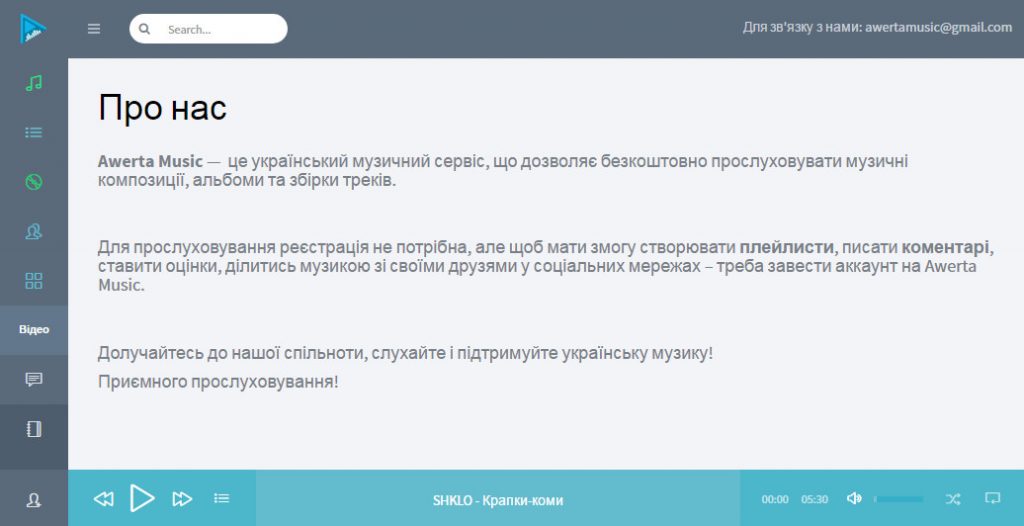 Search...
Для зв'язку з нами: awertamusic@gmail.com
Про нас
Awerta Music — це український музичний сервіс, що дозволяє безкоштовно прослуховувати музичні
композиції, альбоми та збірки треків.
Для прослуховування реєстрація не потрібна, але щоб мати змогу створювати плейлисти, писати коментарі,
ставити оцінки, ділитись музикою зі своїми друзями у соціальних мережах – треба завести аккаунт на Awerta
Music.
Відео
Долучайтесь до нашої спільноти, слухайте і підтримуйте українську музику!
Приємного прослуховування!
SHKLO - Крапки-коми
00:00 05:30